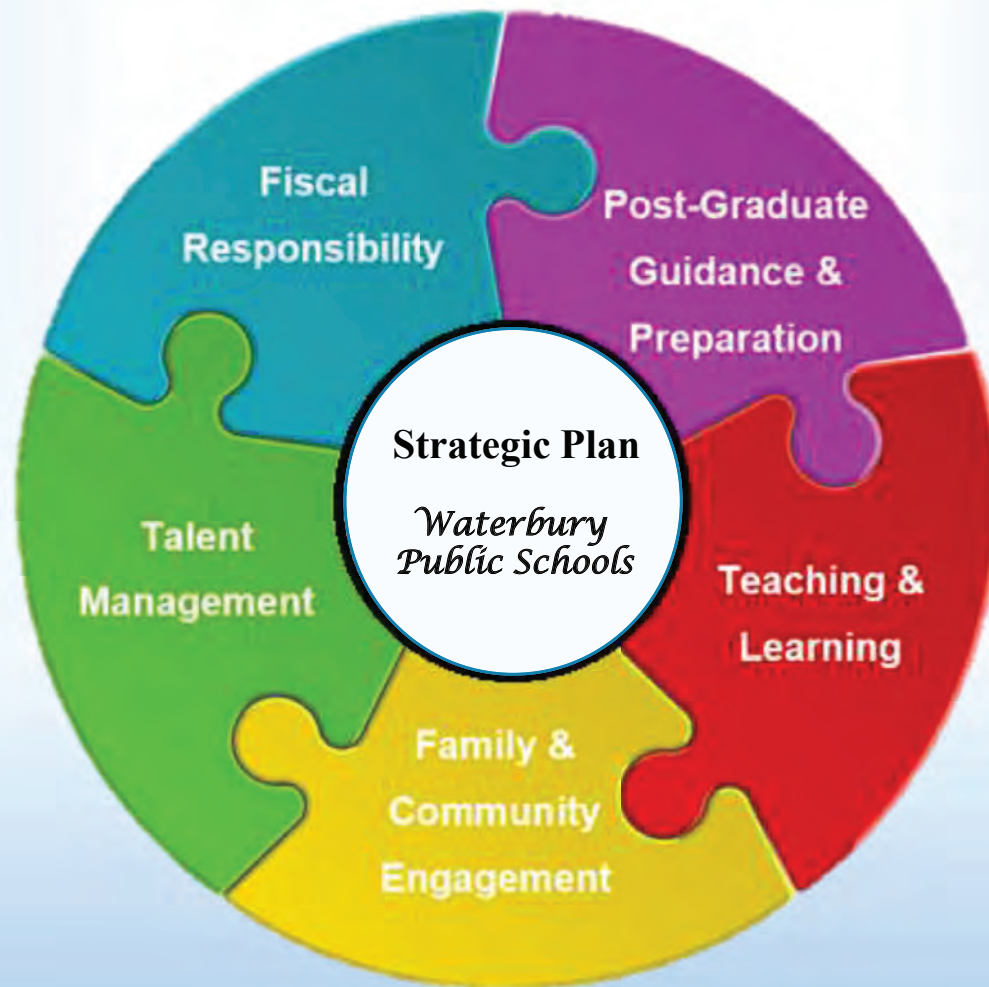 Fiscal
Responsibility
Post-Graduate
Guidance &
Preparation
Strategic Plan
Waterbury
Public Schools
Talent
Management
Teaching &
Learning
Family &
Community
Engagement